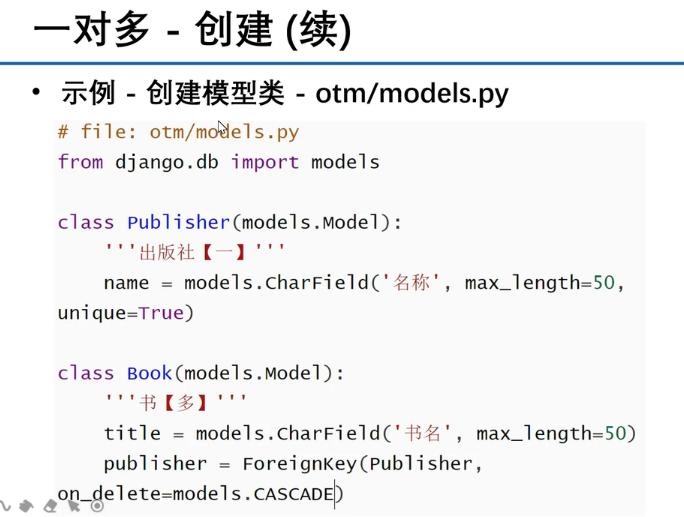 一对多 - 创建 (续)
• 示例 - 创建模型类 - otm/models.py
# file: otm/models.py
from django.db import models
class Publisher(models.Model):
'''出版社【一】'''
name = models.CharField('名称', max_length=50,
unique=True)
class Book(models.Model):
'''书【多】'''
title = models.CharField('书名', max_length=50)
publisher = ForeignKey(Publisher,
on_delete=models.CASCADE)